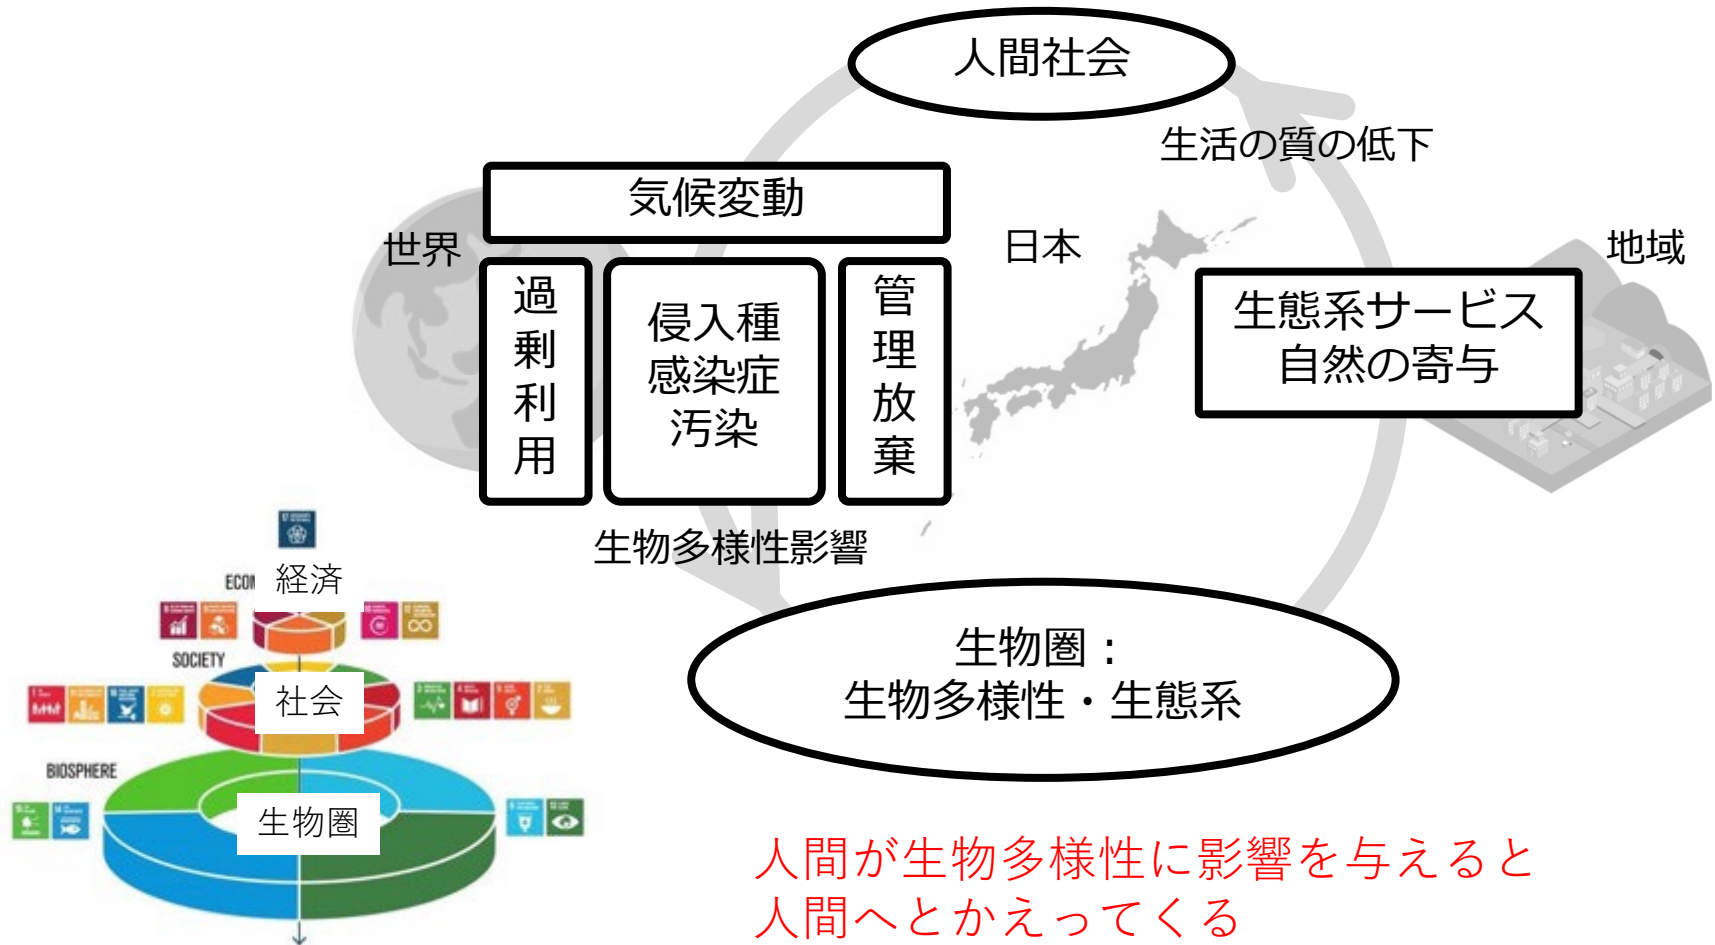 人間社会
生活の質の低下
気候変動
世界
日本
地域
過剰利用
侵入種
感染症
汚染
管理放棄
生態系サービス
自然の寄与
生物多様性影響
生物圏：
生物多様性・生態系
17
経済
SOCIETY
社会
BIOSPHERE
生物圏
人間が生物多様性に影響を与えると
人間へとかえってくる